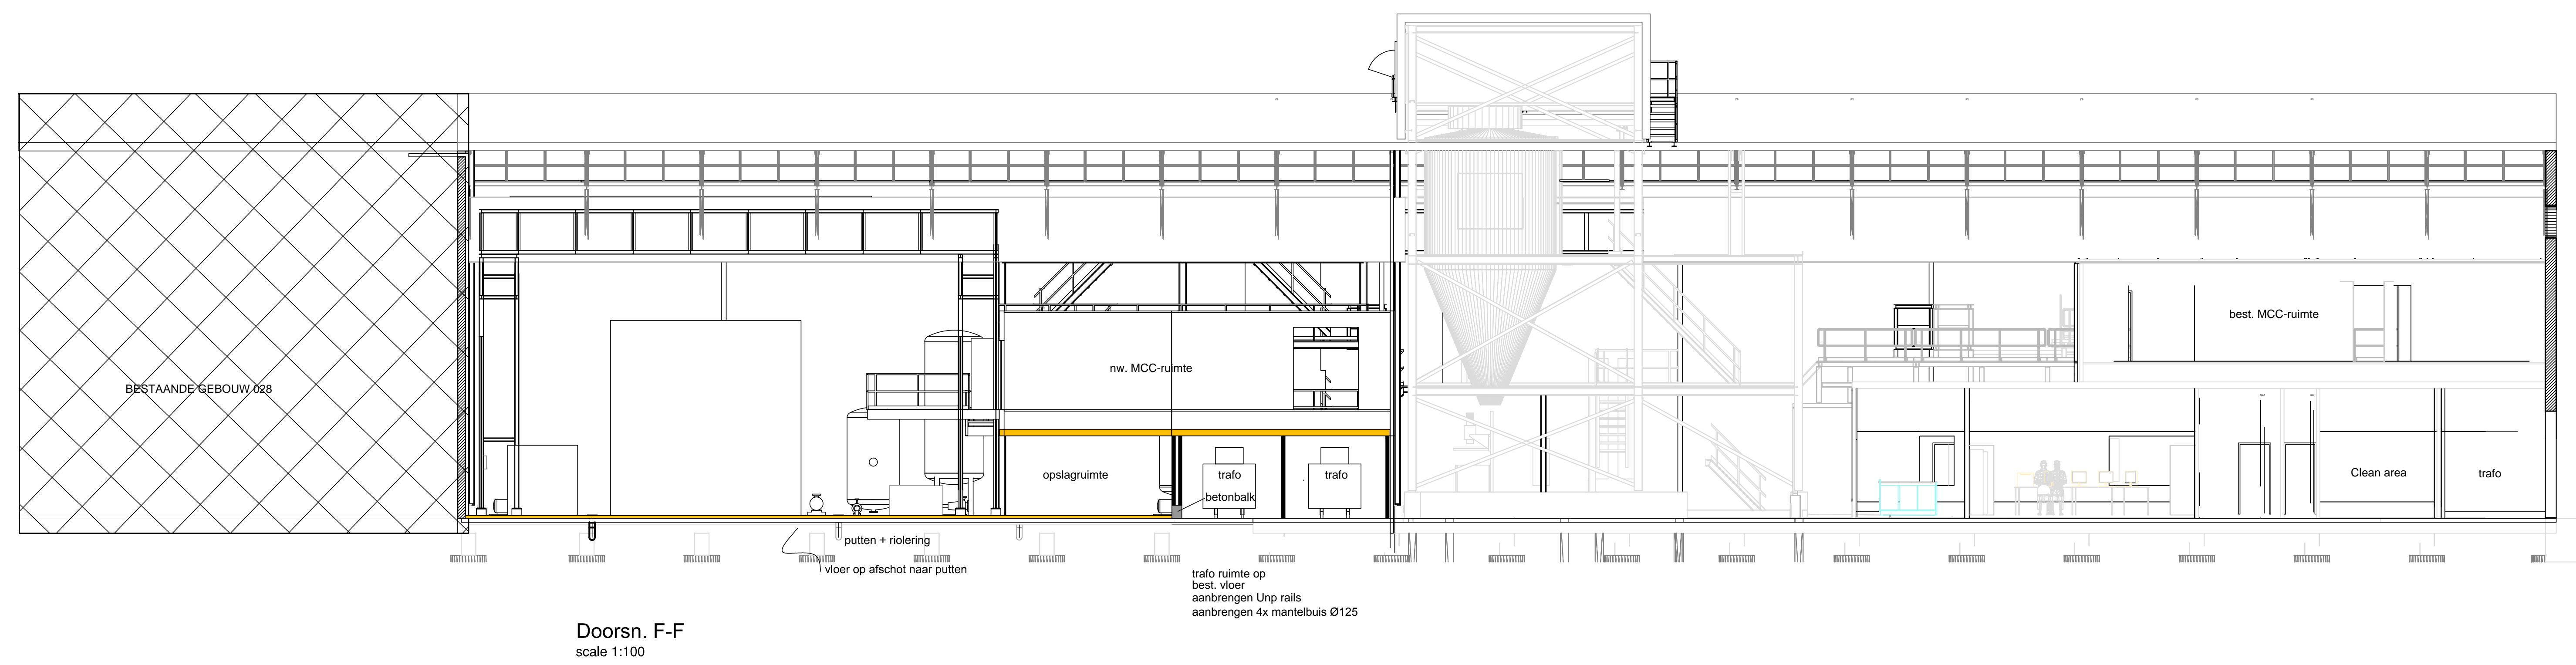 best. MCC-ruimte
nw. MCC-ruimte
BESTAANDE GEBOUW 028
opslagruimte
trafo
trafo
Clean area
trafo
betonbalk
putten + riolering
vloer op afschot naar putten
trafo ruimte op
best. vloer
aanbrengen Unp rails
aanbrengen 4x mantelbuis Ø125
Doorsn. F-F
scale 1:100